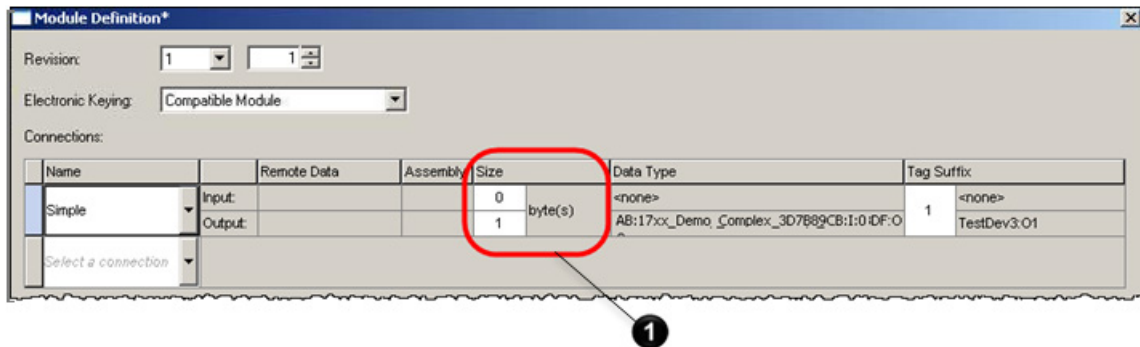 Module Definition*
Revision: 1 1
Electronic Keying: Compatible Module
Connections:
Name Remote Data Assembly Size Data Type Tag Suffix
Simple Input: 0 byte(s) <none> 1 <none>
Output: 1 AB:17xx_Demo_Complex_3D7B89CB:I:0:DF:O TestDev3:O1
Select a connection
1